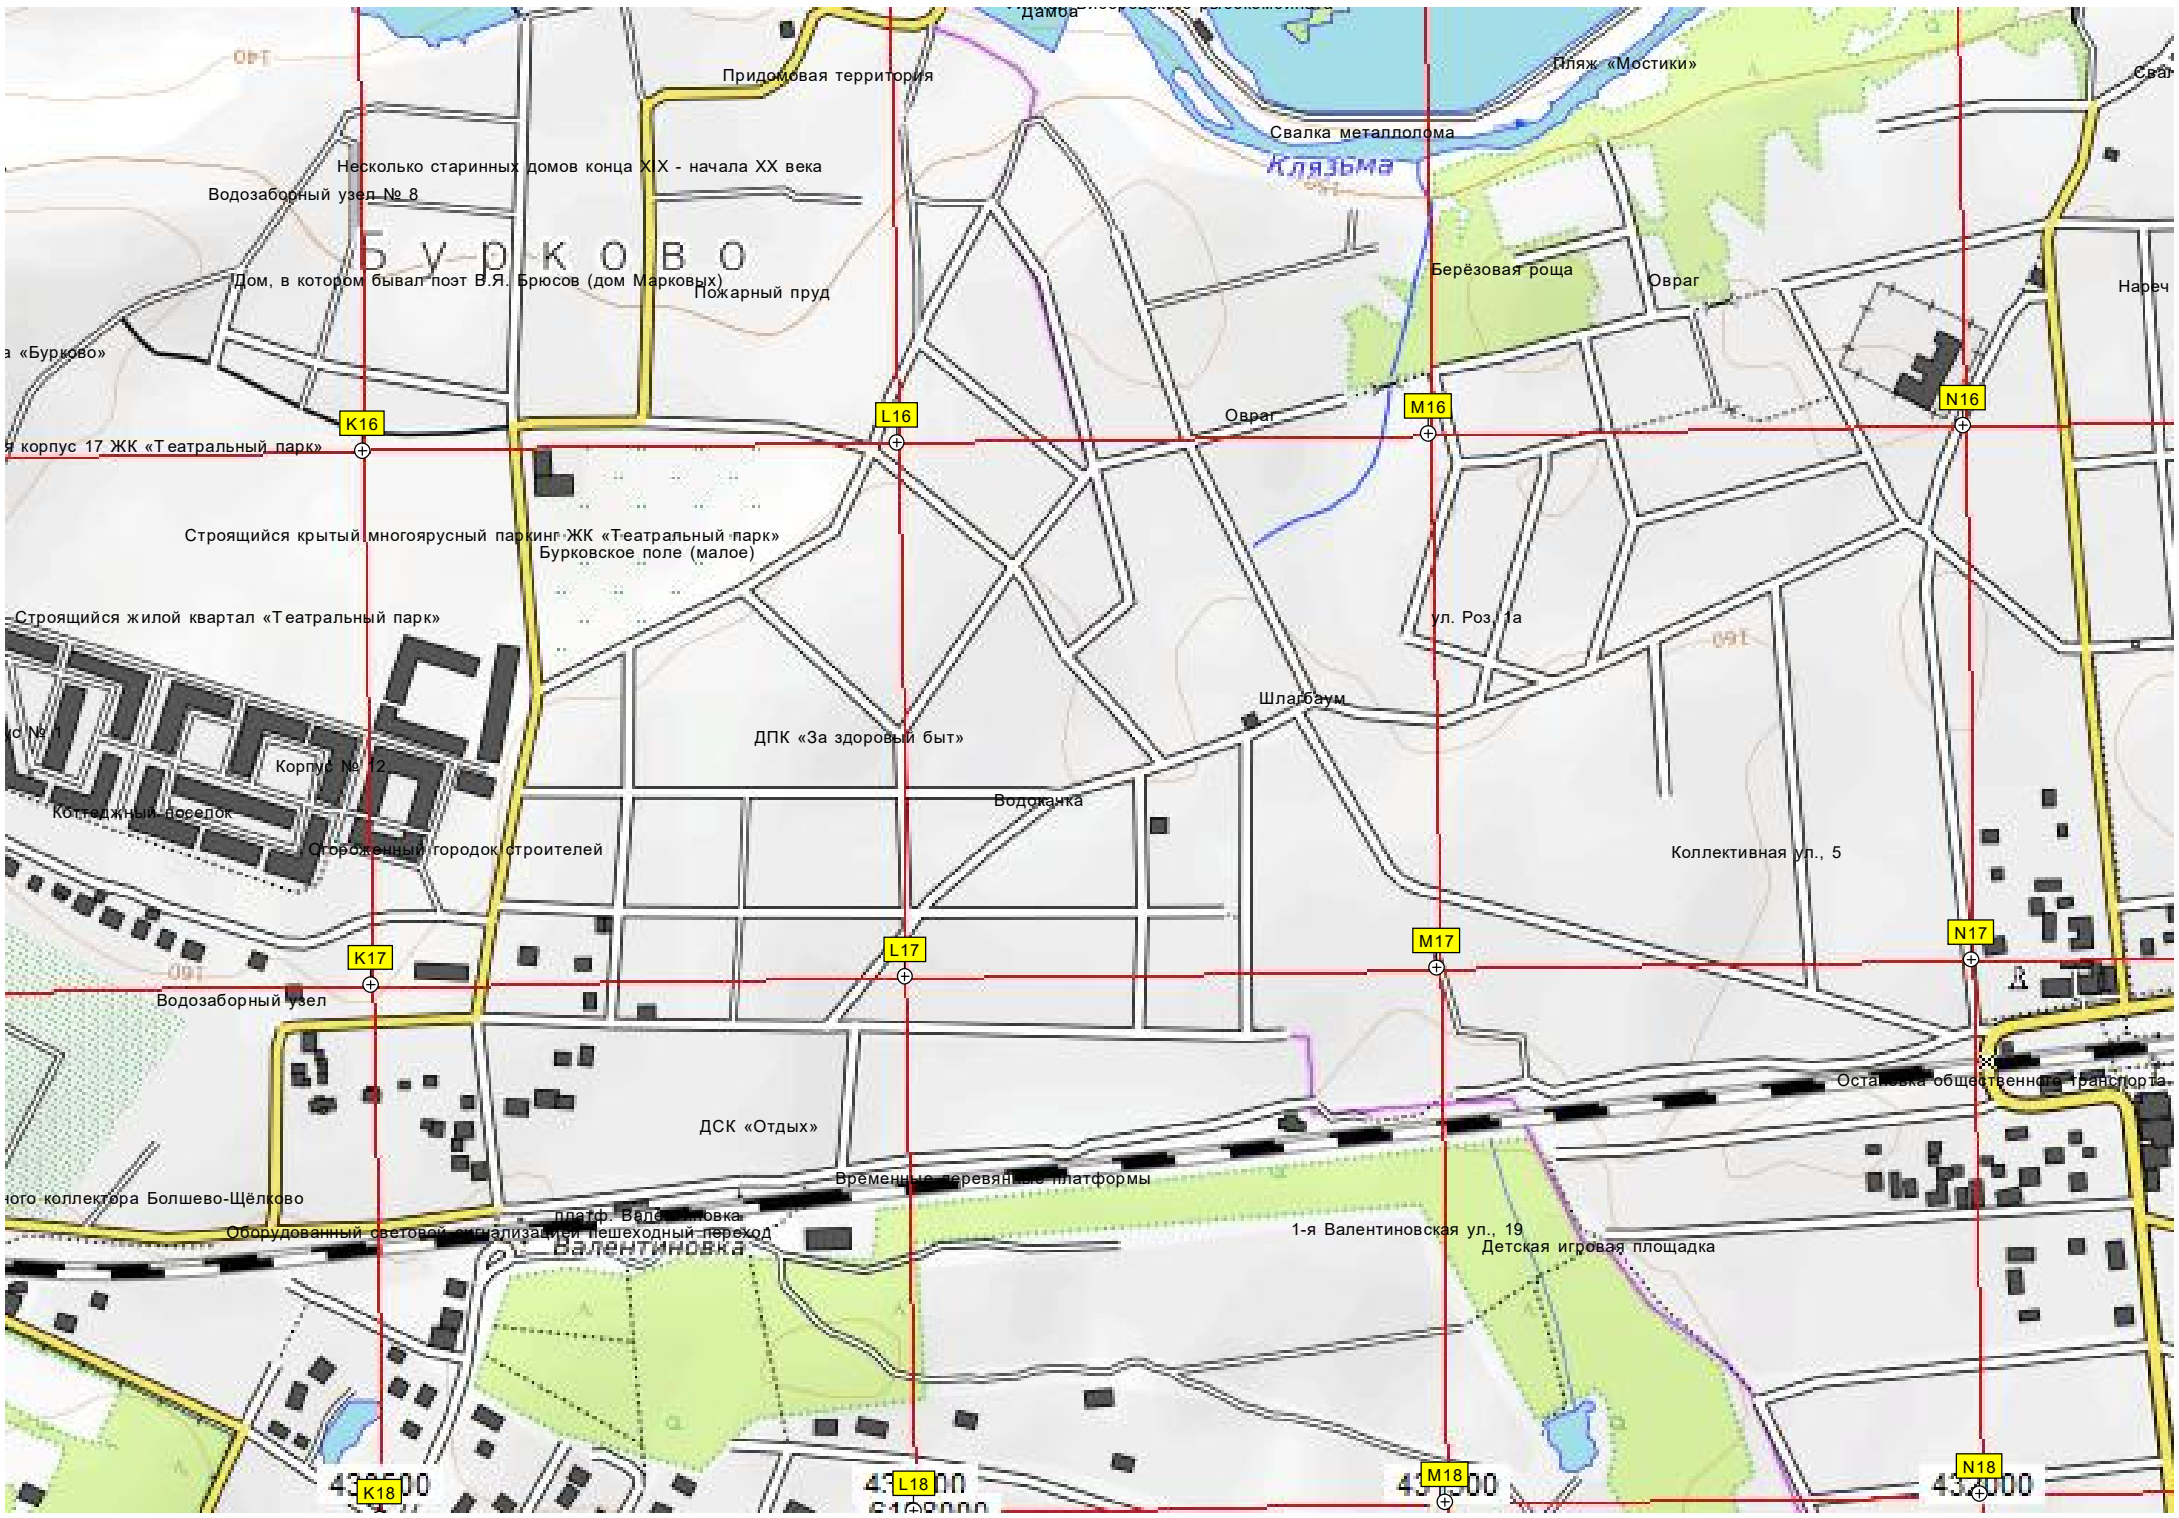 Дамба
140
Придомовая территория
Пляж «Мостики»
Свалка металлолома
Клязьма
150
Несколько старинных домов конца XIX - начала XX века
Водозаборный узел № 8
Бурково
Дом, в котором бывал поэт В.Я. Брюсов (дом Марковых)
Пожарный пруд
Берёзовая роща
Овраг
«Бурково»
K16
L16
Овраг
M16
N16
корпус 17 ЖК «Театральный парк»
Строящийся крытый многоярусный паркинг ЖК «Театральный парк»
Бурковское поле (малое)
Строящийся жилой квартал «Театральный парк»
ул. Роз, 1а
160
Шлагбаум
ДПК «За здоровый быт»
Корпус № 12
Водокачка
Коттеджный поселок
Огороженный городок строителей
Коллективная ул., 5
K17
L17
M17
N17
160
Водозаборный узел
Остановка общественного транспорта
ДСК «Отдых»
Временные деревянные платформы
коллектора Болшево-Щёлково
платф. Валентиновка
Оборудованный световой сигнализацией пешеходный переход
Валентиновка
1-я Валентиновская ул., 19
Детская игровая площадка
K18
L18
M18
N18